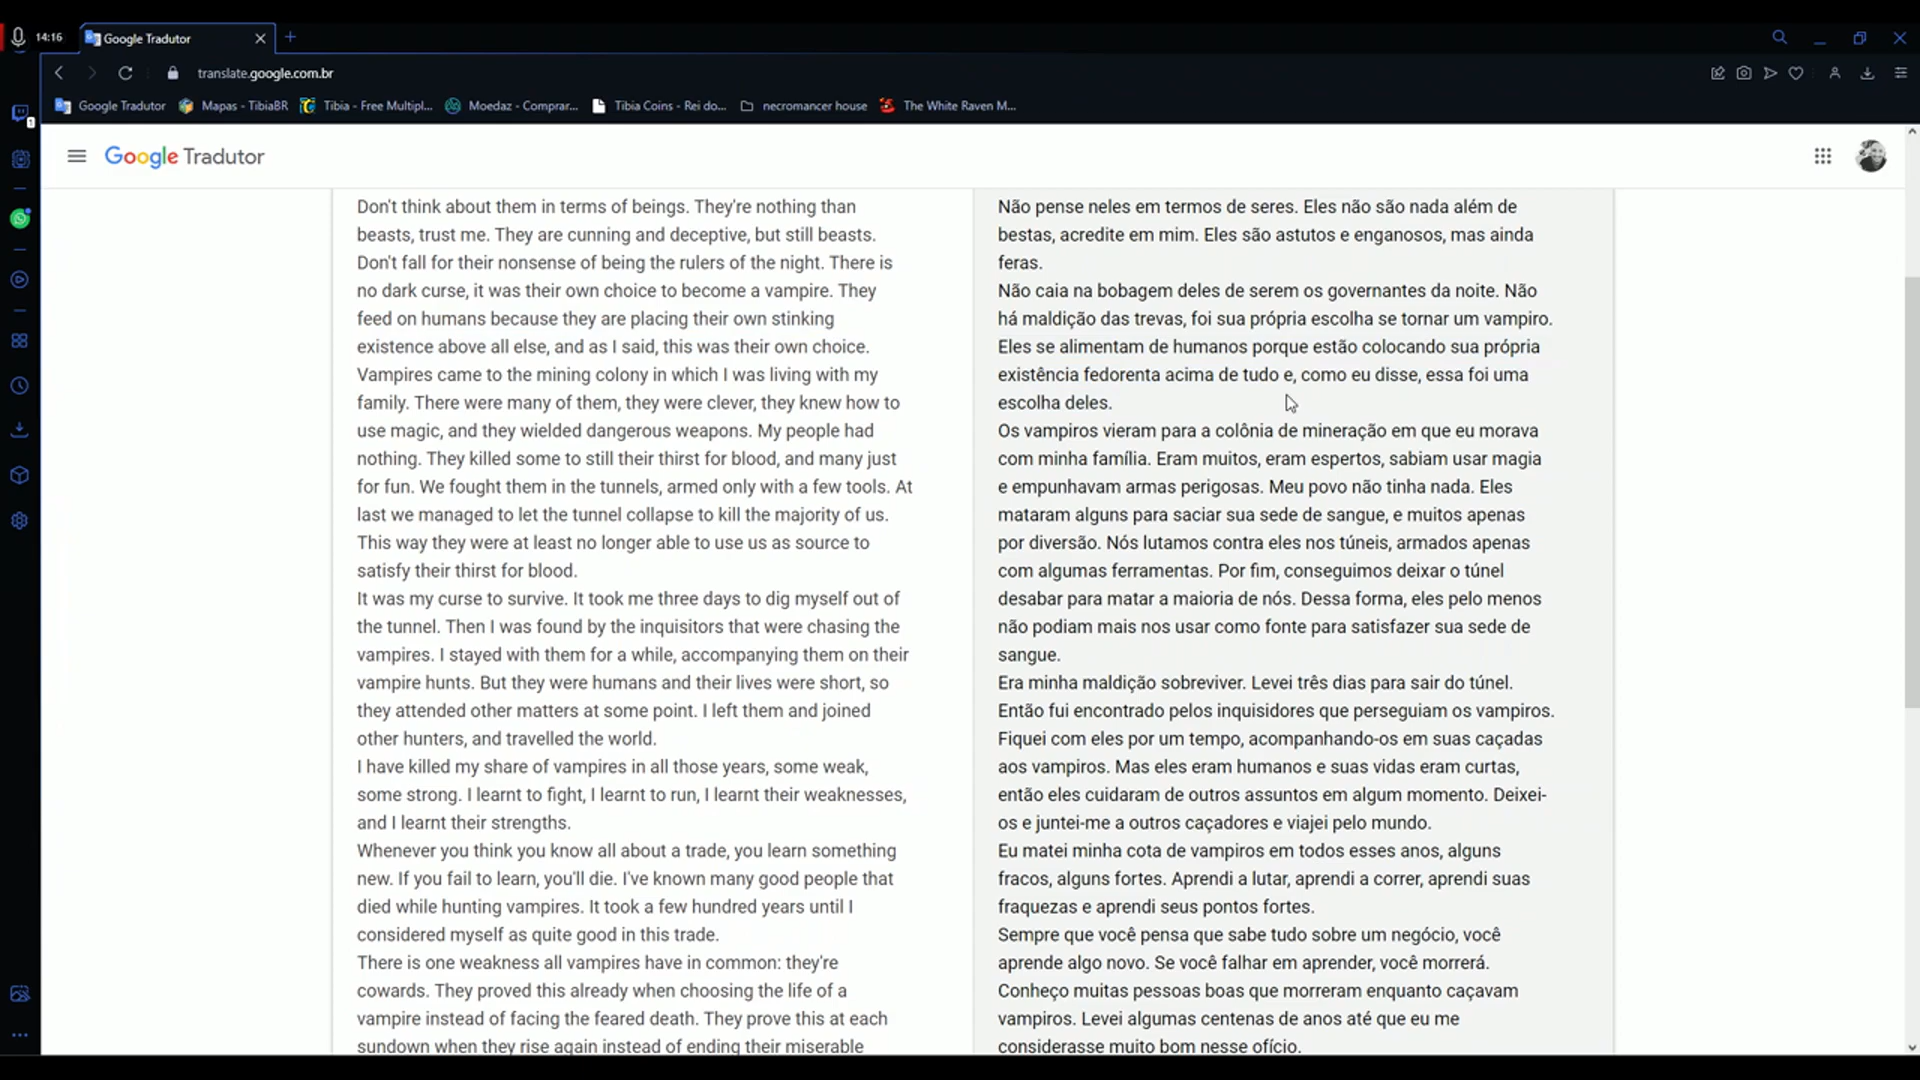 14:16
Google Tradutor
translate.google.com.br
Google Tradutor
Mapas - TibiaBR
Tibia - Free Multipl...
Moedaz - Comprar...
Tibia Coins - Rei do...
necromancer house
The White Raven M...
1
Google Tradutor
Don't think about them in terms of beings. They're nothing than
beasts, trust me. They are cunning and deceptive, but still beasts.
Don't fall for their nonsense of being the rulers of the night. There is
no dark curse, it was their own choice to become a vampire. They
feed on humans because they are placing their own stinking
existence above all else, and as I said, this was their own choice.
Vampires came to the mining colony in which I was living with my
family. There were many of them, they were clever, they knew how to
use magic, and they wielded dangerous weapons. My people had
nothing. They killed some to still their thirst for blood, and many just
for fun. We fought them in the tunnels, armed only with a few tools. At
last we managed to let the tunnel collapse to kill the majority of us.
This way they were at least no longer able to use us as source to
satisfy their thirst for blood.
It was my curse to survive. It took me three days to dig myself out of
the tunnel. Then I was found by the inquisitors that were chasing the
vampires. I stayed with them for a while, accompanying them on their
vampire hunts. But they were humans and their lives were short, so
they attended other matters at some point. I left them and joined
other hunters, and travelled the world.
I have killed my share of vampires in all those years, some weak,
some strong. I learnt to fight, I learnt to run, I learnt their weaknesses,
and I learnt their strengths.
Whenever you think you know all about a trade, you learn something
new. If you fail to learn, you'll die. I've known many good people that
died while hunting vampires. It took a few hundred years until I
considered myself as quite good in this trade.
There is one weakness all vampires have in common: they're
cowards. They proved this already when choosing the life of a
vampire instead of facing the feared death. They prove this at each
sundown when they rise again instead of ending their miserable
Não pense neles em termos de seres. Eles não são nada além de
bestas, acredite em mim. Eles são astutos e enganosos, mas ainda
feras.
Não caia na bobagem deles de serem os governantes da noite. Não
há maldição das trevas, foi sua própria escolha se tornar um vampiro.
Eles se alimentam de humanos porque estão colocando sua própria
existência fedorenta acima de tudo e, como eu disse, essa foi uma
escolha deles.
Os vampiros vieram para a colônia de mineração em que eu morava
com minha família. Eram muitos, eram espertos, sabiam usar magia
e empunhavam armas perigosas. Meu povo não tinha nada. Eles
mataram alguns para saciar sua sede de sangue, e muitos apenas
por diversão. Nós lutamos contra eles nos túneis, armados apenas
com algumas ferramentas. Por fim, conseguimos deixar o túnel
desabar para matar a maioria de nós. Dessa forma, eles pelo menos
não podiam mais nos usar como fonte para satisfazer sua sede de
sangue.
Era minha maldição sobreviver. Levei três dias para sair do túnel.
Então fui encontrado pelos inquisidores que perseguiam os vampiros.
Fiquei com eles por um tempo, acompanhando-os em suas caçadas
aos vampiros. Mas eles eram humanos e suas vidas eram curtas,
então eles cuidaram de outros assuntos em algum momento. Deixei-
os e juntei-me a outros caçadores e viajei pelo mundo.
Eu matei minha cota de vampiros em todos esses anos, alguns
fracos, alguns fortes. Aprendi a lutar, aprendi a correr, aprendi suas
fraquezas e aprendi seus pontos fortes.
Sempre que você pensa que sabe tudo sobre um negócio, você
aprende algo novo. Se você falhar em aprender, você morrerá.
Conheço muitas pessoas boas que morreram enquanto caçavam
vampiros. Levei algumas centenas de anos até que eu me
considerasse muito bom nesse ofício.